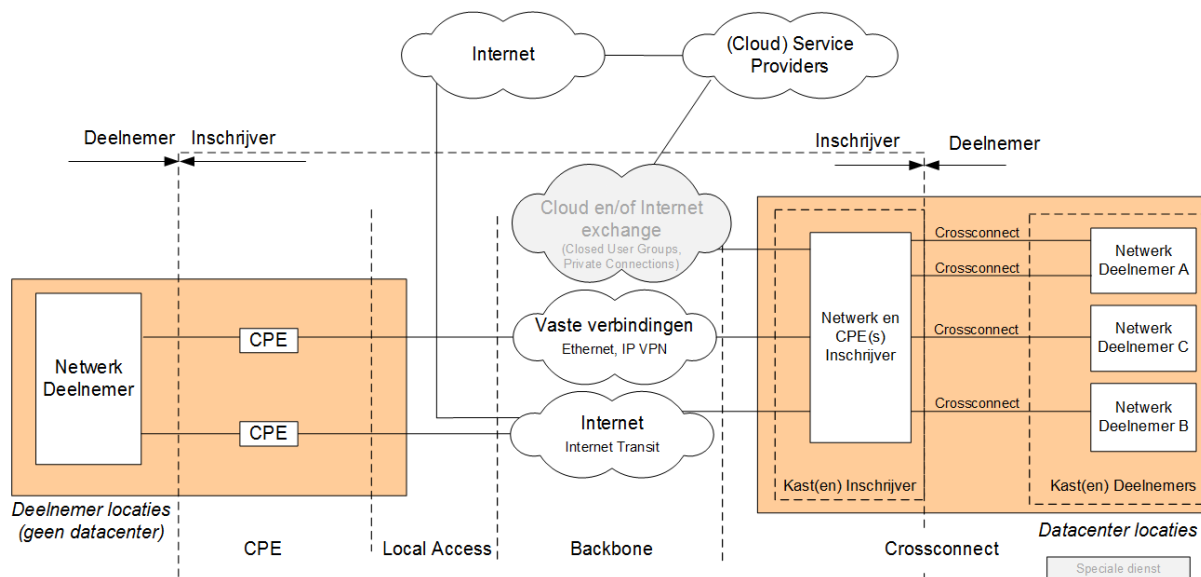 Internet
(Cloud) Service
Providers
Deelnemer
Inschrijver
Inschrijver
Deelnemer
Cloud en/of Internet
exchange
(Closed User Groups,
Private Connections)
Crossconnect
Netwerk
Deelnemer A
Crossconnect
Vaste verbindingen
Ethernet, IP VPN
CPE
Netwerk
Deelnemer
Netwerk en
CPE(s)
Inschrijver
Crossconnect
Netwerk
Deelnemer C
CPE
Internet
Internet Transit
Crossconnect
Netwerk
Deelnemer B
Kast(en) Inschrijver
Kast(en) Deelnemers
Deelnemer locaties
(geen datacenter)
Datacenter locaties
CPE
Local Access
Backbone
Crossconnect
Speciale dienst